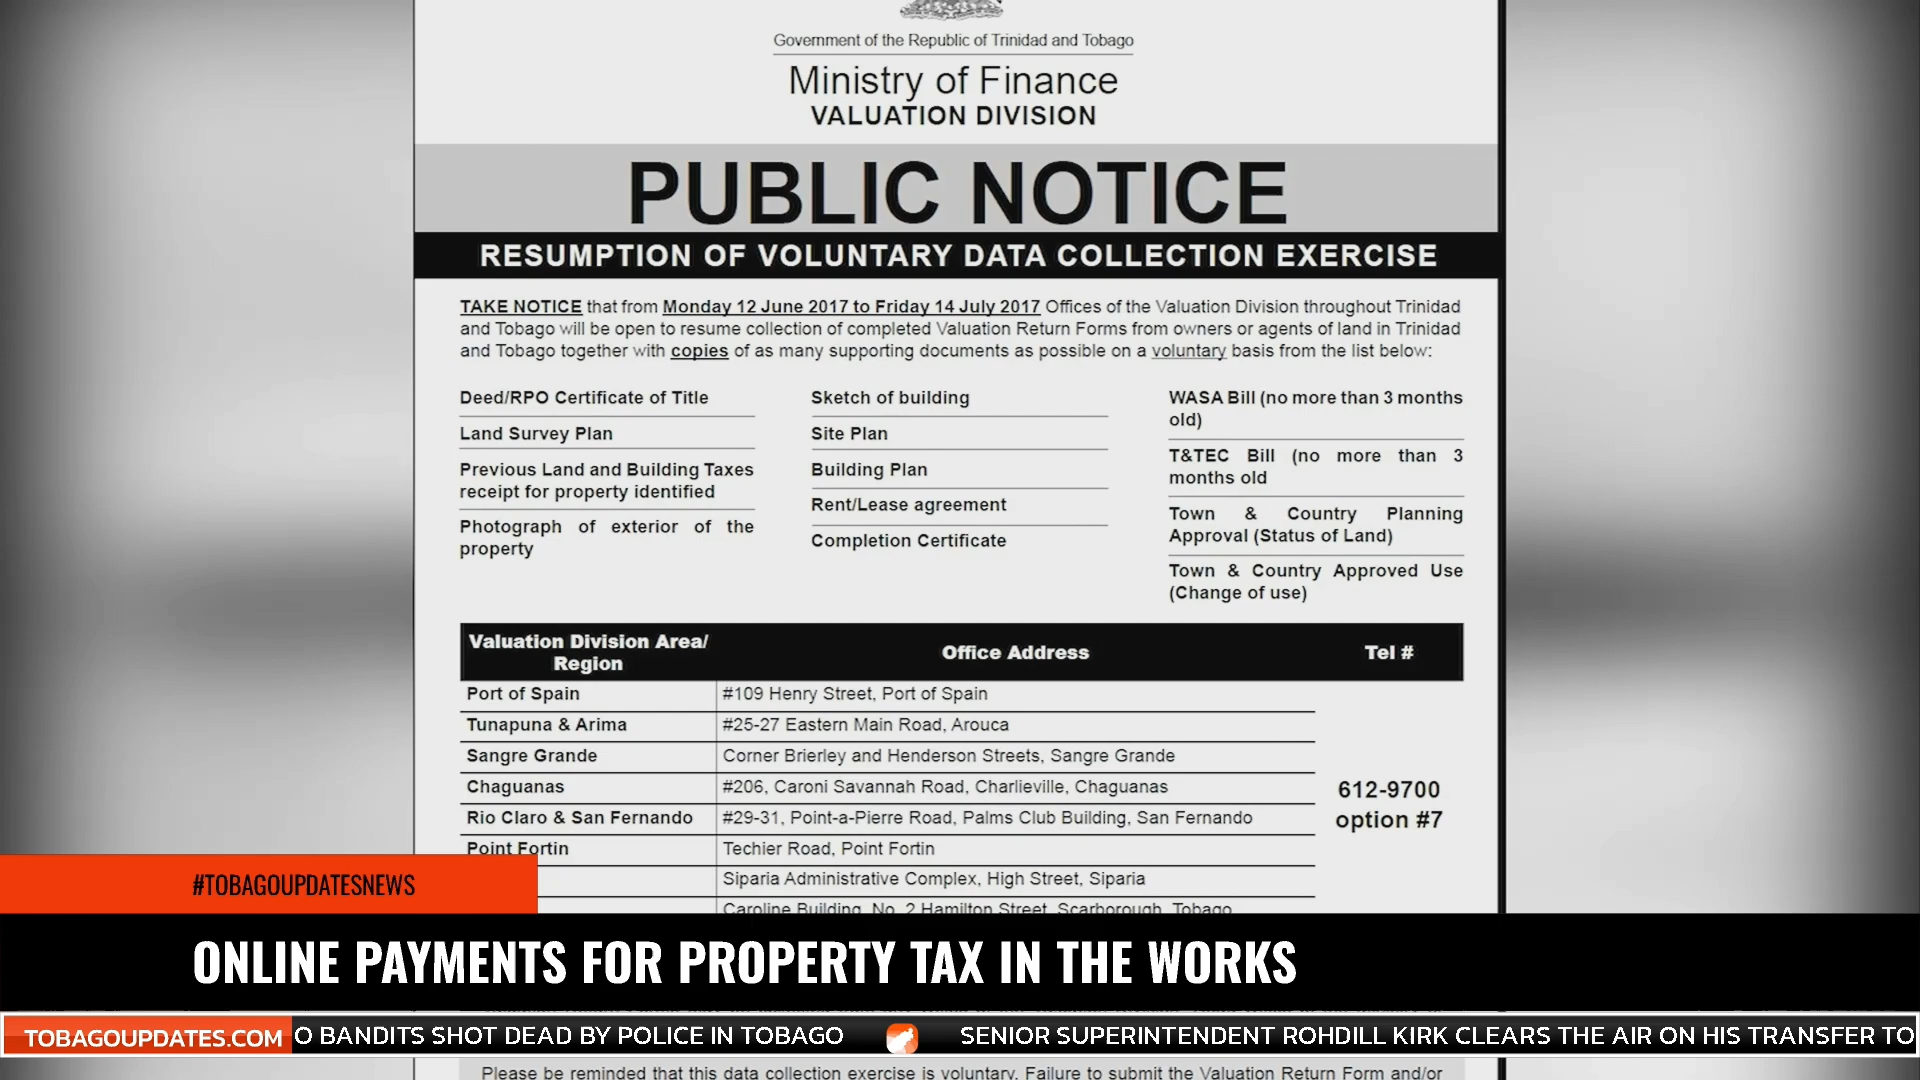 Government of the Republic of Trinidad and Tobago
Ministry of Finance
VALUATION DIVISION
PUBLIC NOTICE
RESUMPTION OF VOLUNTARY DATA COLLECTION EXERCISE
TAKE NOTICE that from Monday 12 June 2017 to Friday 14 July 2017 Offices of the Valuation Division throughout Trinidad
and Tobago will be open to resume collection of completed Valuation Return Forms from owners or agents of land in Trinidad
and Tobago together with copies of as many supporting documents as possible on a voluntary basis from the list below:
Deed/RPO Certificate of Title
Land Survey Plan
Previous Land and Building Taxes
receipt for property identified
Photograph of exterior of the
property
Sketch of building
Site Plan
Building Plan
Rent/Lease agreement
Completion Certificate
WASA Bill (no more than 3 months
old)
T&TEC Bill (no more than 3
months old
Town & Country Planning
Approval (Status of Land)
Town & Country Approved Use
(Change of use)
Valuation Division Area/
Region
Office Address
Tel #
Port of Spain
#109 Henry Street, Port of Spain
Tunapuna & Arima
#25-27 Eastern Main Road, Arouca
Sangre Grande
Corner Brierley and Henderson Streets, Sangre Grande
Chaguanas
#206, Caroni Savannah Road, Charlieville, Chaguanas
Rio Claro & San Fernando
#29-31, Point-a-Pierre Road, Palms Club Building, San Fernando
Point Fortin
Techier Road, Point Fortin
Siparia Administrative Complex, High Street, Siparia
Caroline Building, No. 2 Hamilton Street, Scarborough, Tobago
612-9700
option #7
#TOBAGOUPDATESNEWS
ONLINE PAYMENTS FOR PROPERTY TAX IN THE WORKS
TOBAGOUPDATES.COM
O BANDITS SHOT DEAD BY POLICE IN TOBAGO
SENIOR SUPERINTENDENT ROHDILL KIRK CLEARS THE AIR ON HIS TRANSFER TO
Please be reminded that this data collection exercise is voluntary. Failure to submit the Valuation Return Form and/or